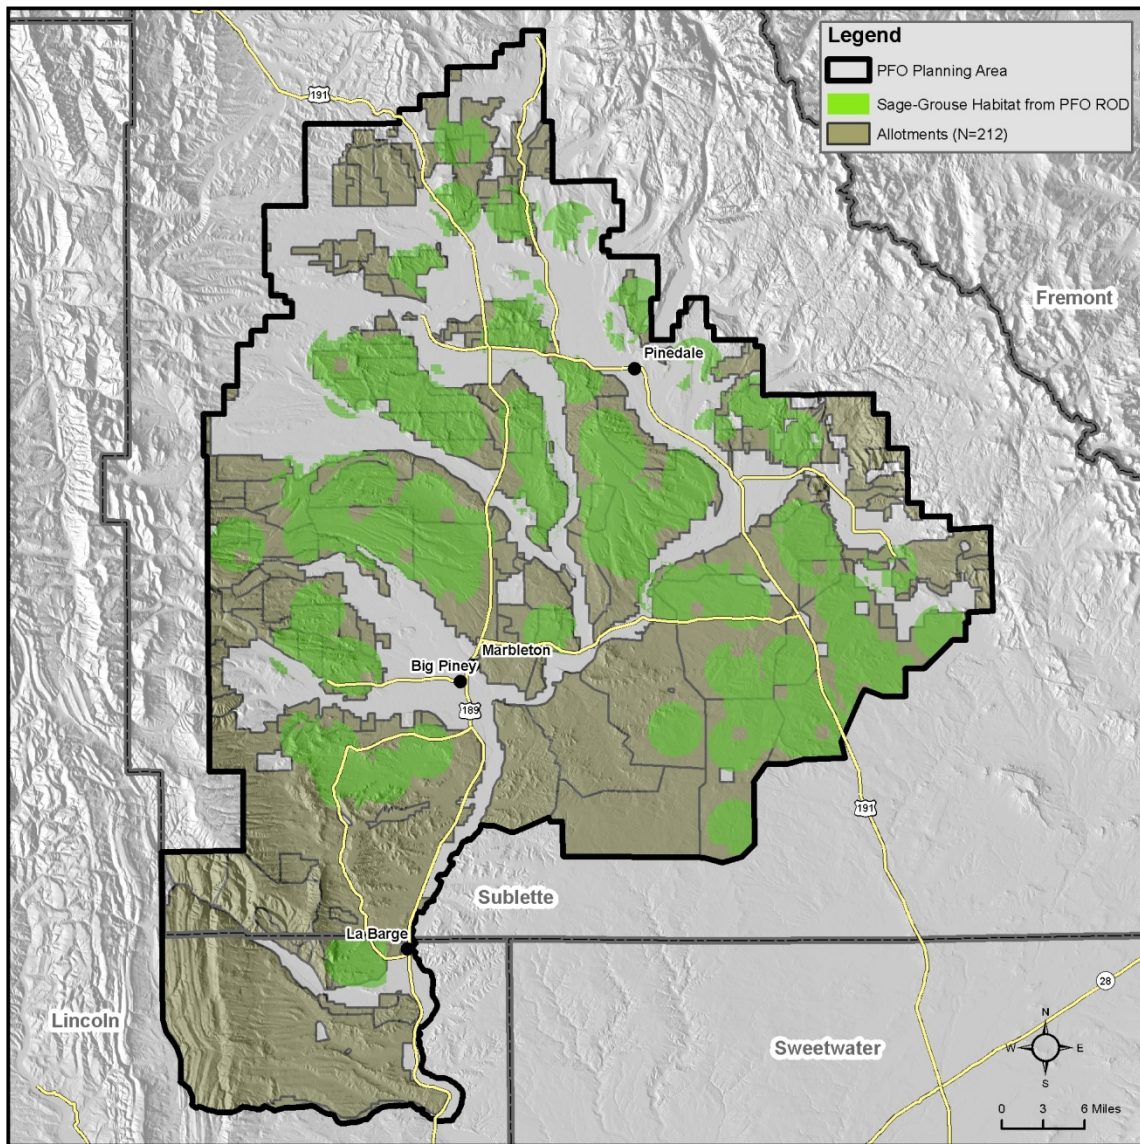 Legend
PFO Planning Area
Sage-Grouse Habitat from PFO ROD
Allotments (N=212)
191
Fremont
Pinedale
Marbleton
Big Piney
189
191
Sublette
La Barge
28
Lincoln
Sweetwater
N
W E
S
0 3 6 Miles